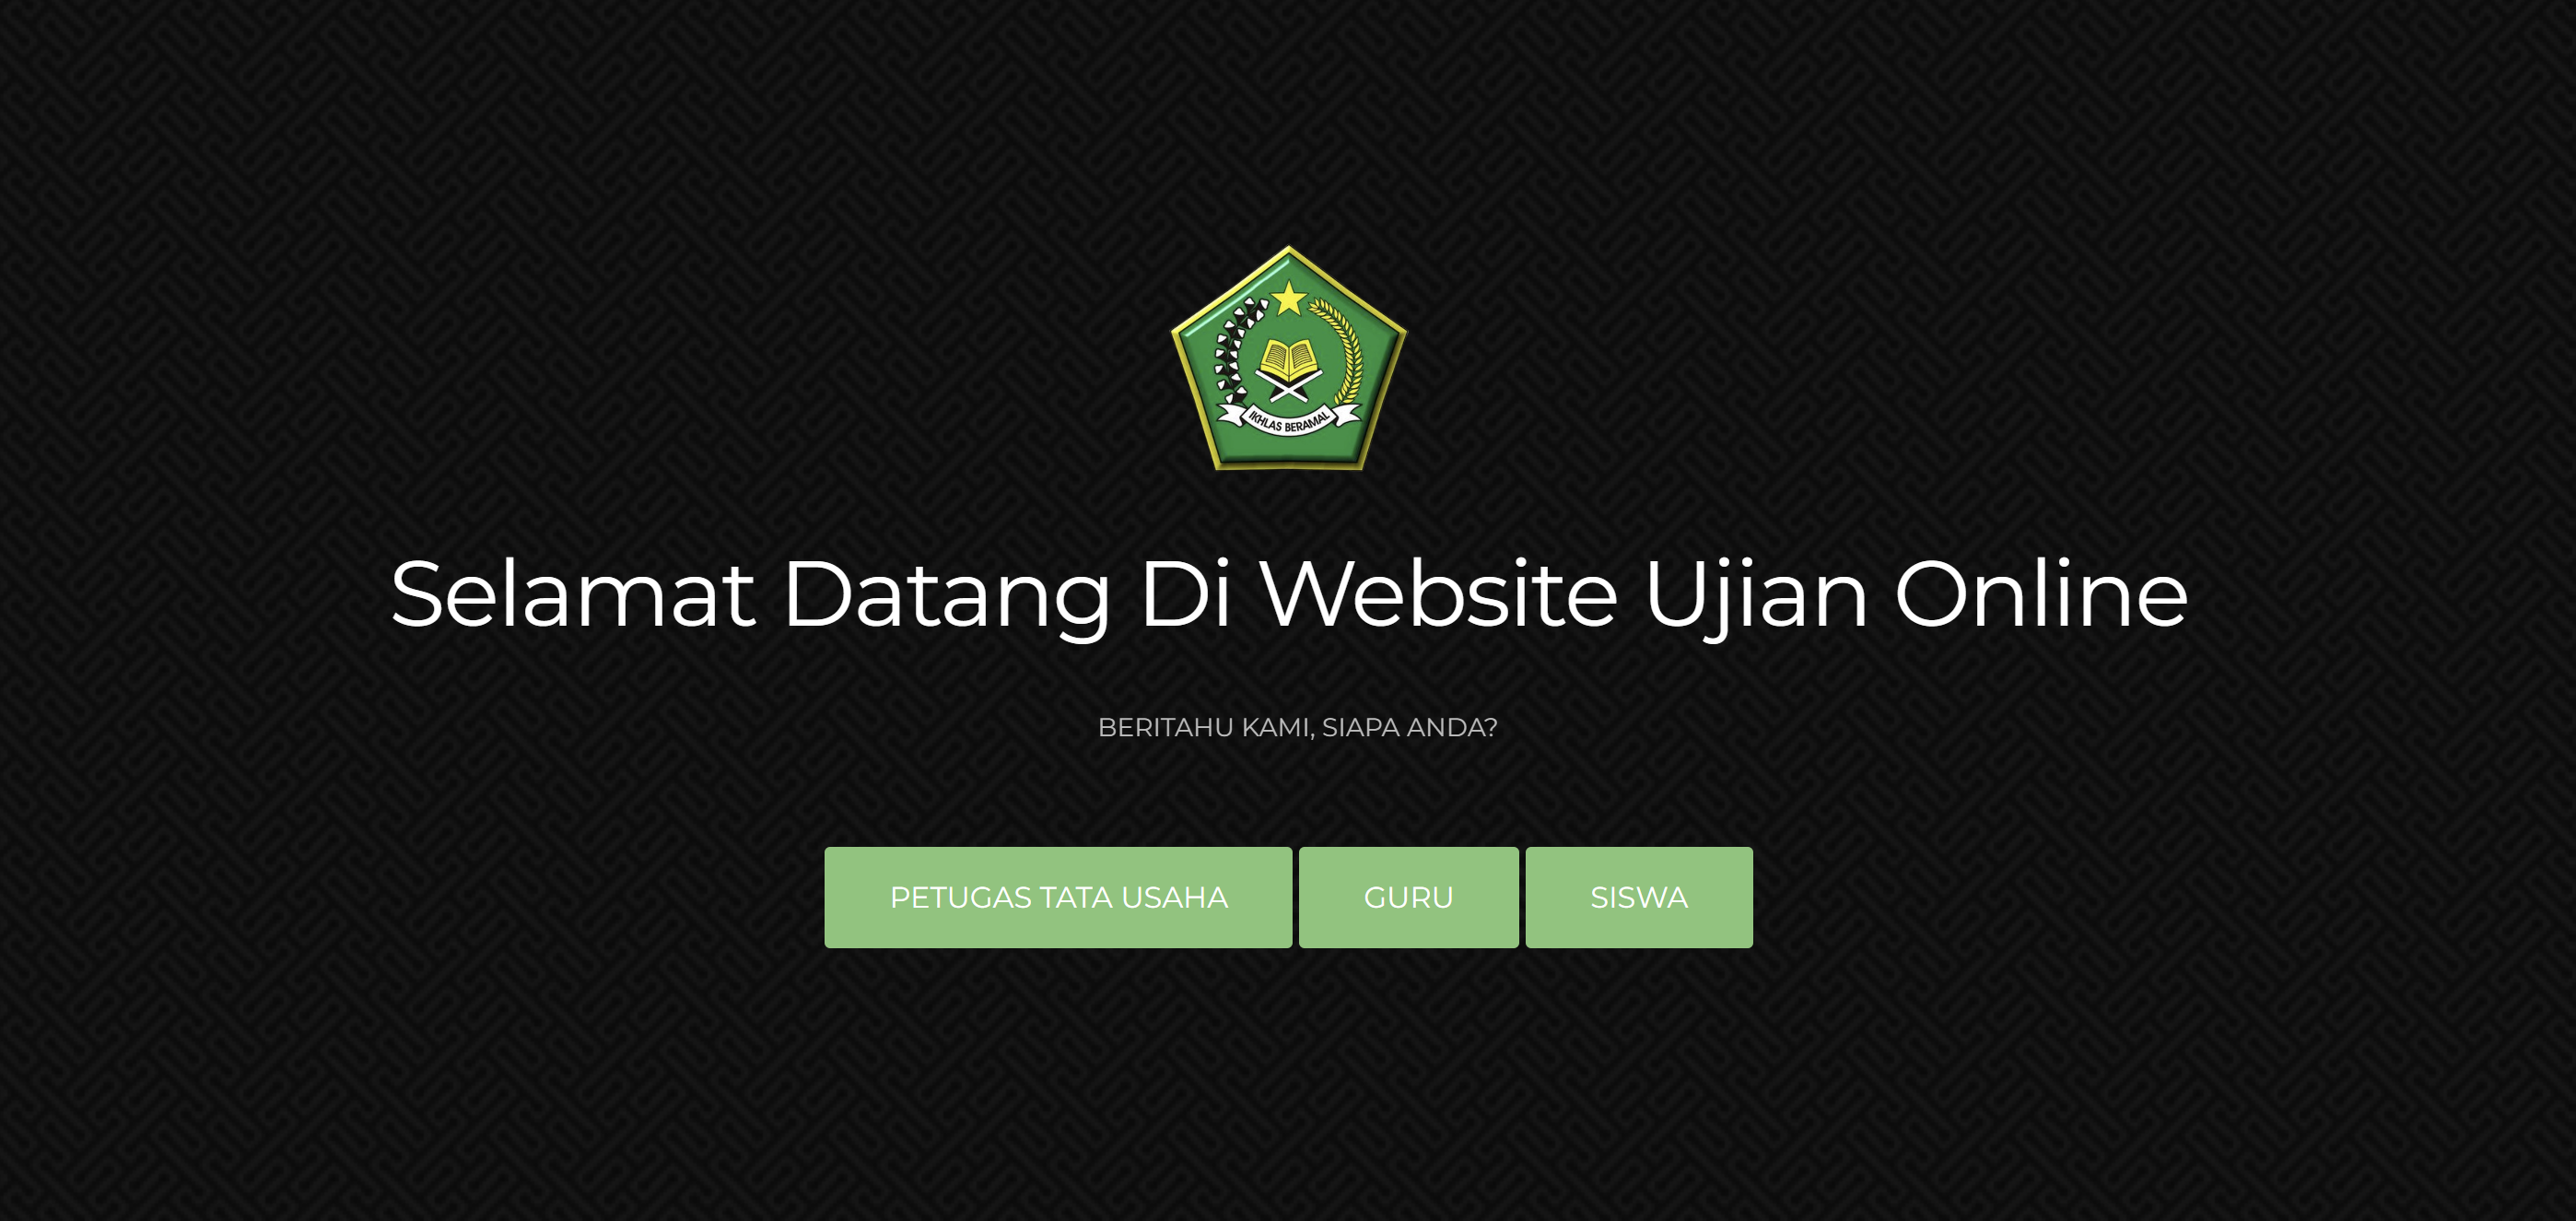 IKHLAS BERAMAL
Selamat Datang Di Website Ujian Online
BERITAHU KAMI, SIAPA ANDA?
PETUGAS TATA USAHA
GURU
SISWA